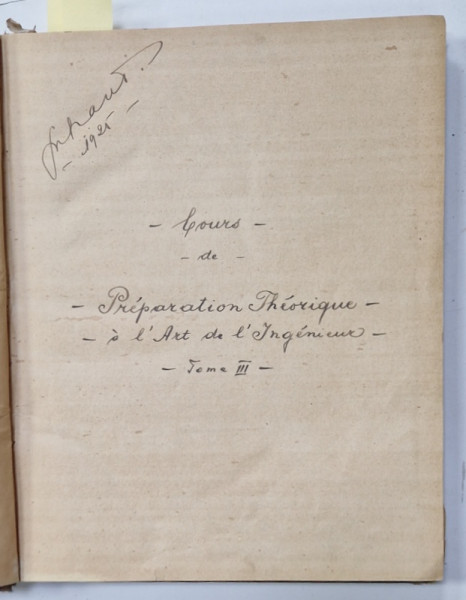 - 1925 -
- Cours -
- de -
- Préparation Théorique -
- à l'Art de l'Ingénieur -
- Tome III -